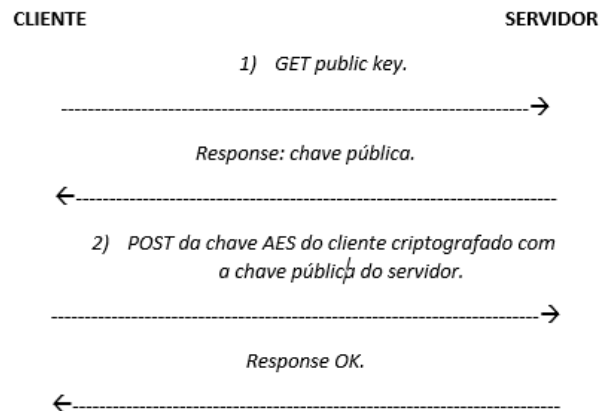 CLIENTE SERVIDOR
1) GET public key.
Response: chave pública.
2) POST da chave AES do cliente criptografado com
a chave pública do servidor.
Response OK.